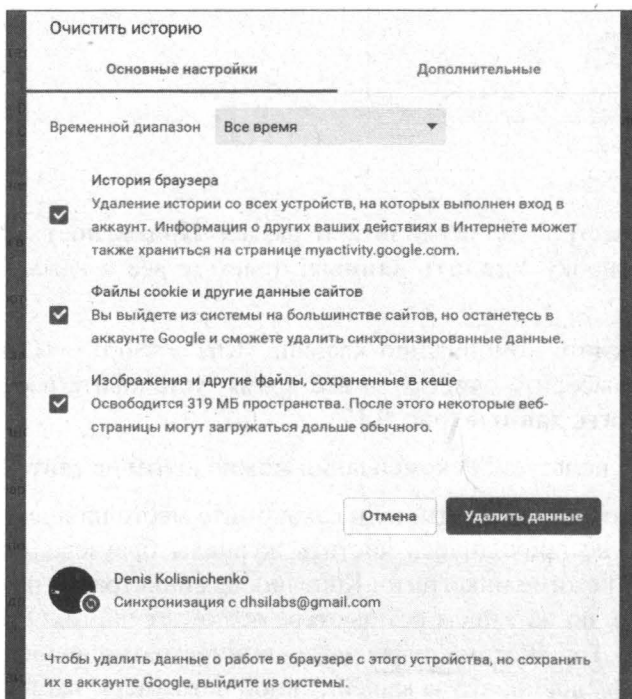 Очистить историю
Основные настройки
Дополнительные
Временной диапазон Все время
История браузера
Удаление истории со всех устройств, на которых выполнен вход в
аккаунт. Информация о других ваших действиях в Интернете может
также храниться на странице myactivity.google.com.
Файлы cookie и другие данные сайтов
Вы выйдете из системы на большинстве сайтов, но останетесь в
аккаунте Google и сможете удалить синхронизированные данные.
Изображения и другие файлы, сохраненные в кеше
Освободится 319 МБ пространства. После этого некоторые веб-
страницы могут загружаться дольше обычного.
Отмена
Удалить данные
Denis Kolisnichenko
Синхронизация с dhsilabs@gmail.com
Чтобы удалить данные о работе в браузере с этого устройства, но сохранить
их в аккаунте Google, выйдите из системы.